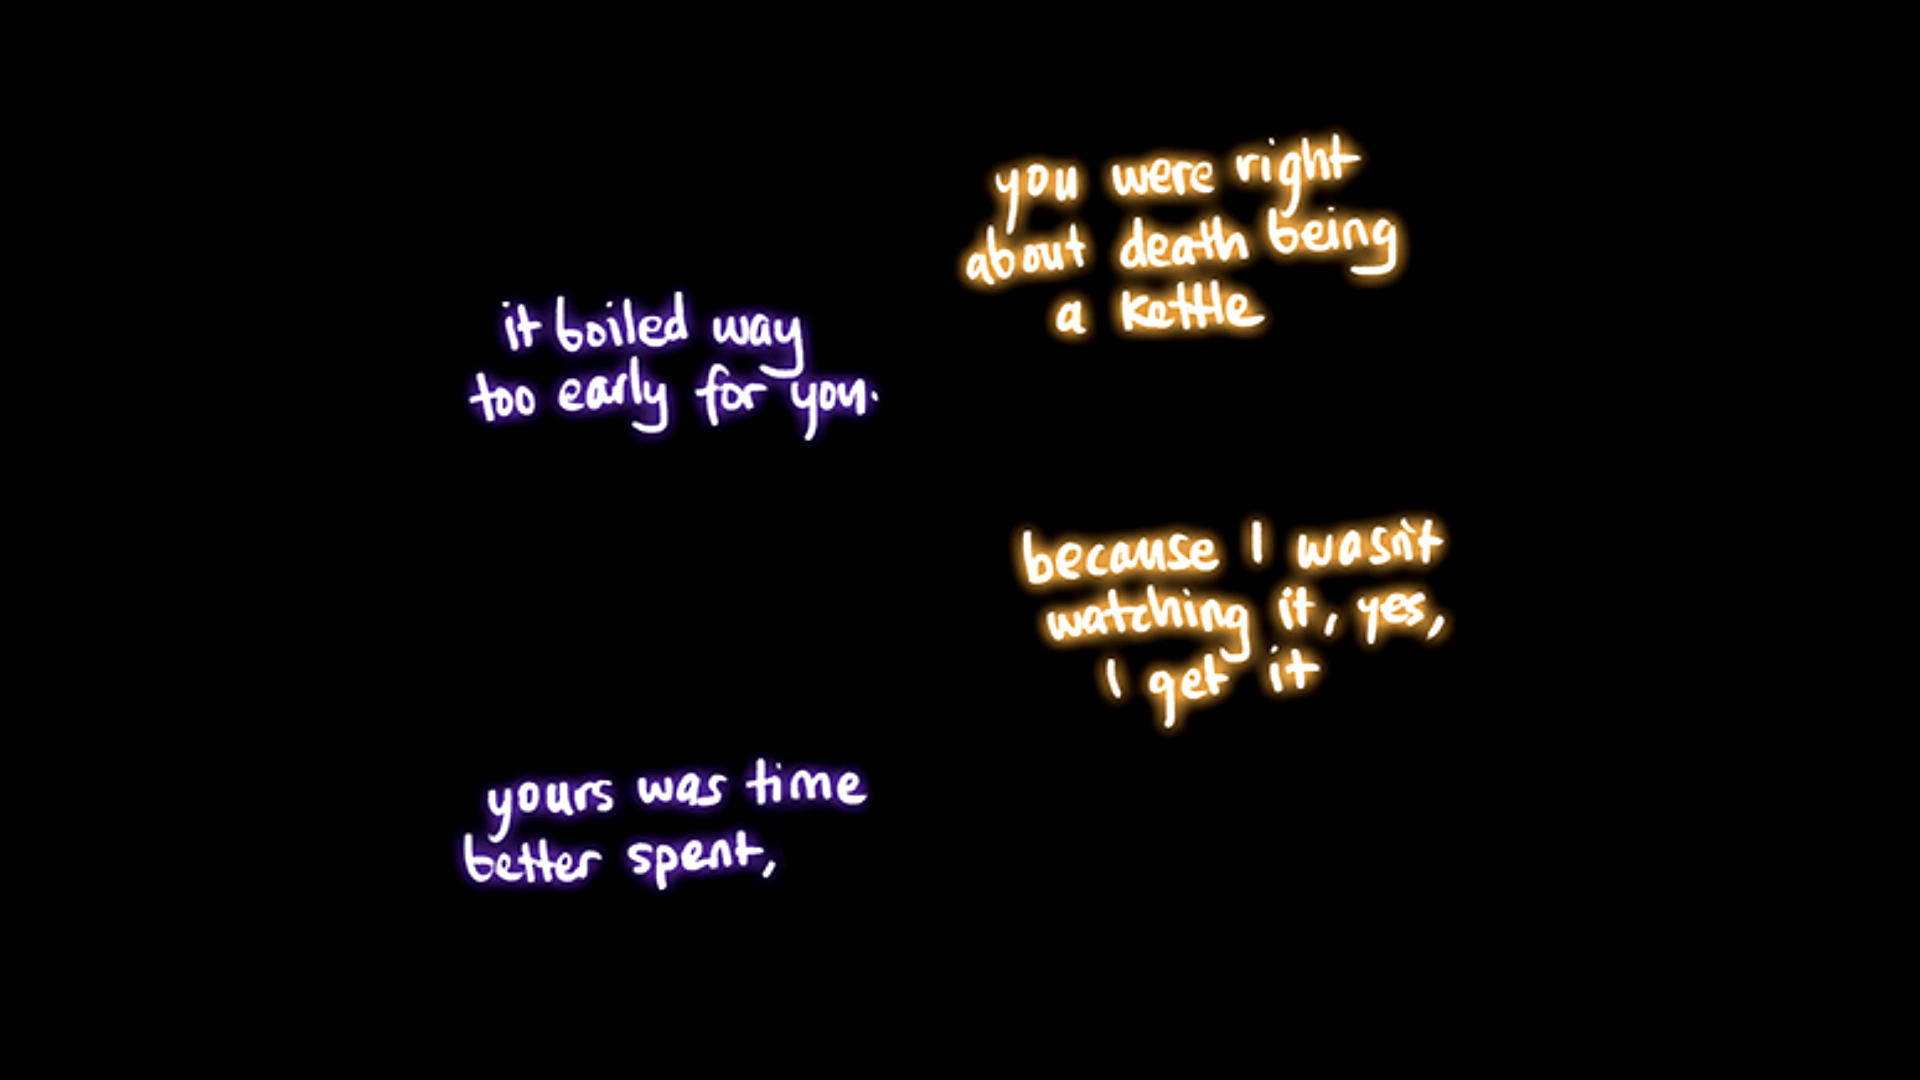 you were right
about death being
a kettle
it boiled way
too early for you.
because I wasn't
watching it, yes,
I get it
yours was time
better spent,